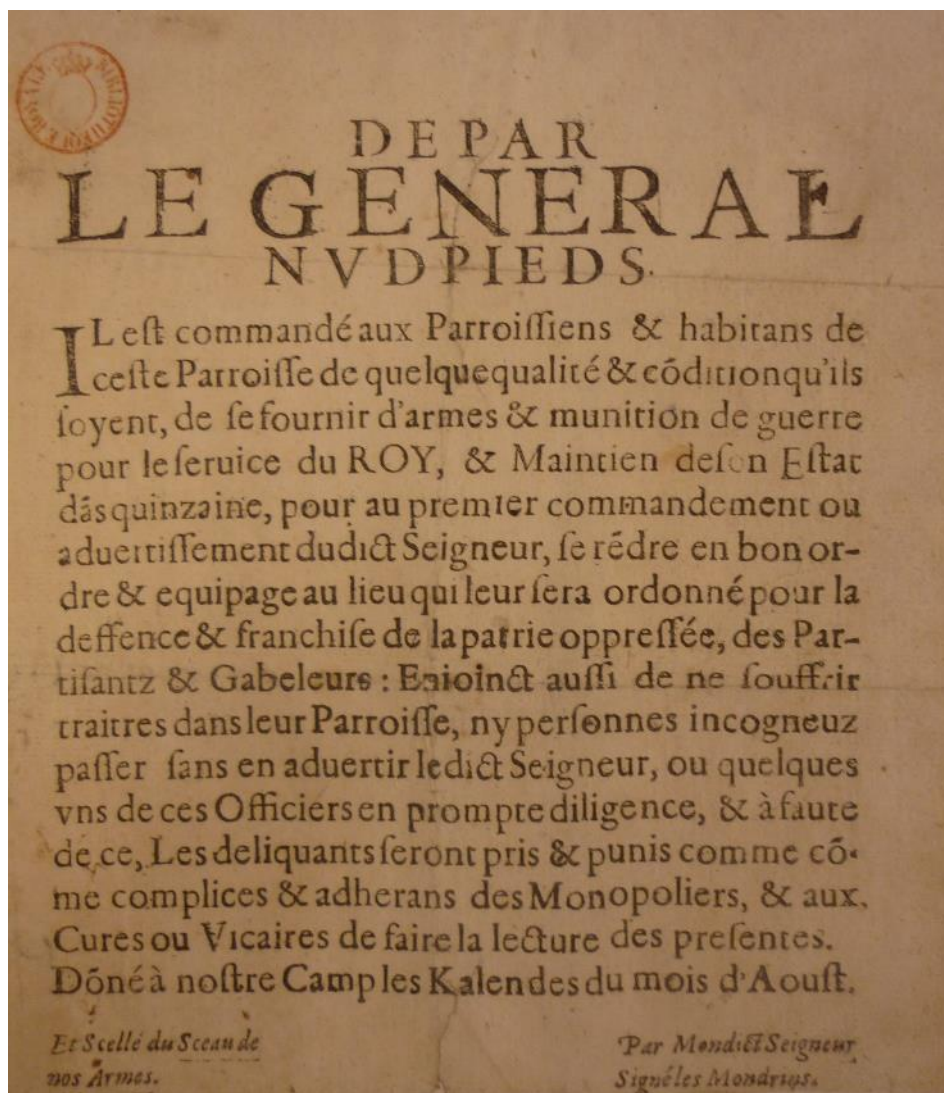 BIBLIOTHEQUE ROYALE
DE PAR
LE GENERAL
NVDPIEDS.
IL eſt commandé aux Parroiſſiens & habitans de
ceſte Parroiſſe de quelque qualité & cõdition qu'ils
ſoyent, de ſe fournir d'armes & munition de guerre
pour le ſeruice du ROY, & Maintien de ſon Eſtat
dãs quinzaine, pour au premier commandement ou
aduertiſſement dudict Seigneur, ſe rẽdre en bon or-
dre & equipage au lieu qui leur ſera ordonné pour la
deffence & franchiſe de la patrie oppreſſée, des Par-
tiſantz & Gabeleurs : Enioinct auſſi de ne ſouffrir
traitres dans leur Parroiſſe, ny perſonnes incogneuz
paſſer ſans en aduertir ledict Seigneur, ou quelques
vns de ces Officiers en prompte diligence, & à faute
de ce, Les deliquants ſeront pris & punis comme cõ-
me complices & adherans des Monopoliers, & aux
Cures ou Vicaires de faire la lecture des preſentes.
Dõné à noſtre Camp les Kalendes du mois d'Aouſt.
Et Scellé du Sceau de
nos Armes.
Par Mondict Seigneur
Signé les Mondrins.